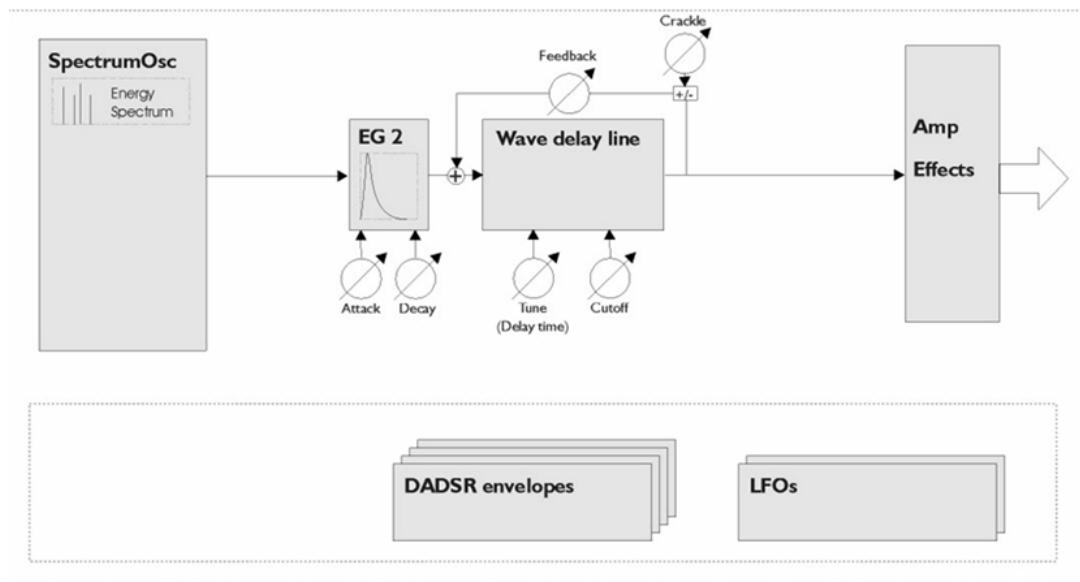 SpectrumOsc
Energy
Spectrum
EG 2
Attack
Decay
Feedback
Crackle
+/-
+
Wave delay line
Tune
(Delay time)
Cutoff
Amp
Effects
DADSR envelopes
LFOs